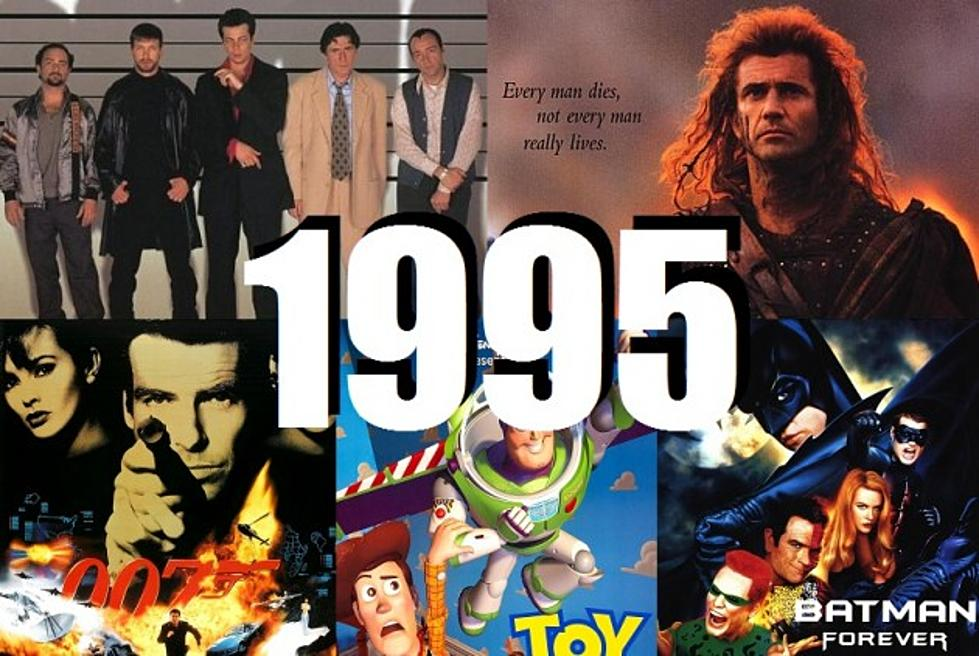 Every man dies,
not every man
really lives.
1995
007
TOY
BATMAN
FOREVER